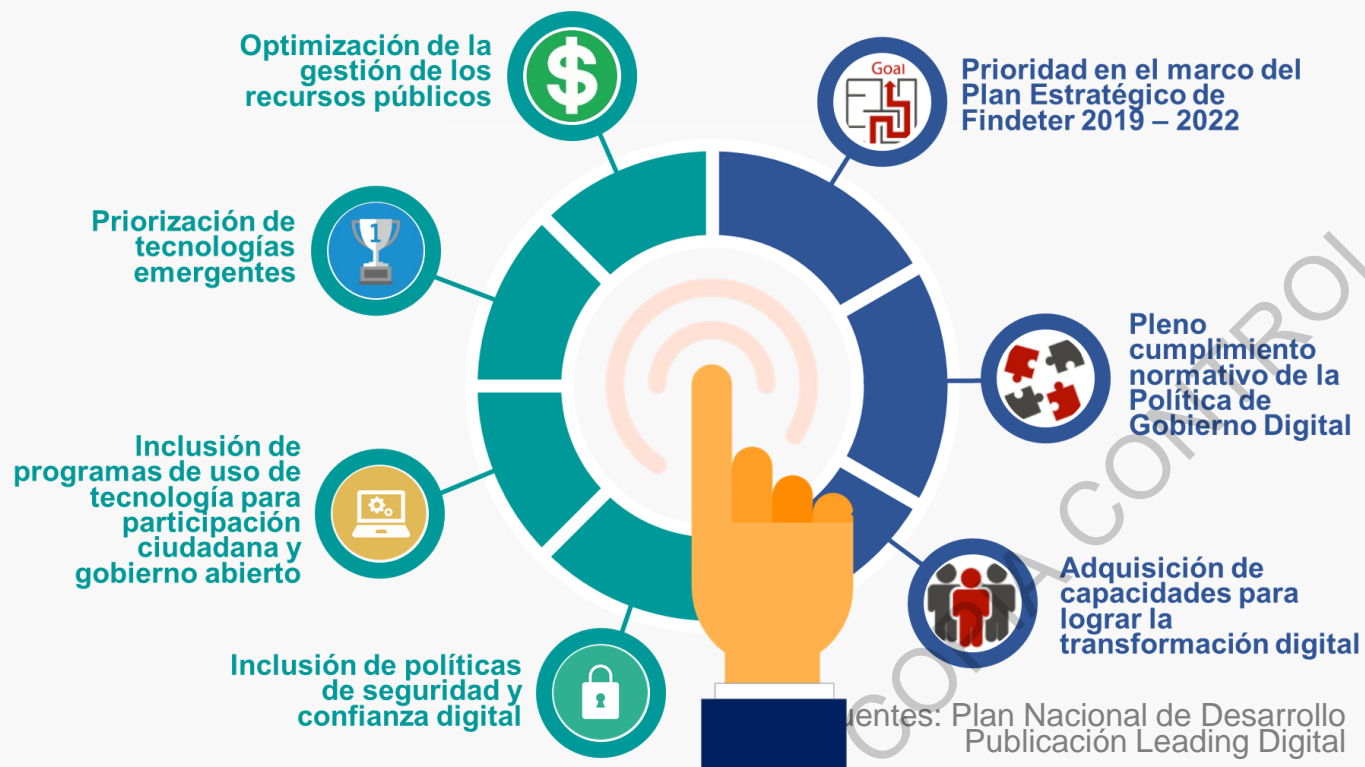 Optimización de la
gestión de los
recursos públicos
Goal
Prioridad en el marco del
Plan Estratégico de
Findeter 2019 – 2022
Priorización de
tecnologías
emergentes
1
Pleno
cumplimiento
normativo de la
Política de
Gobierno Digital
Inclusión de
programas de uso de
tecnología para
participación
ciudadana y
gobierno abierto
Adquisición de
capacidades para
lograr la
transformación digital
Inclusión de políticas
de seguridad y
confianza digital
uentes: Plan Nacional de Desarrollo
Publicación Leading Digital
COPIA CONTROL